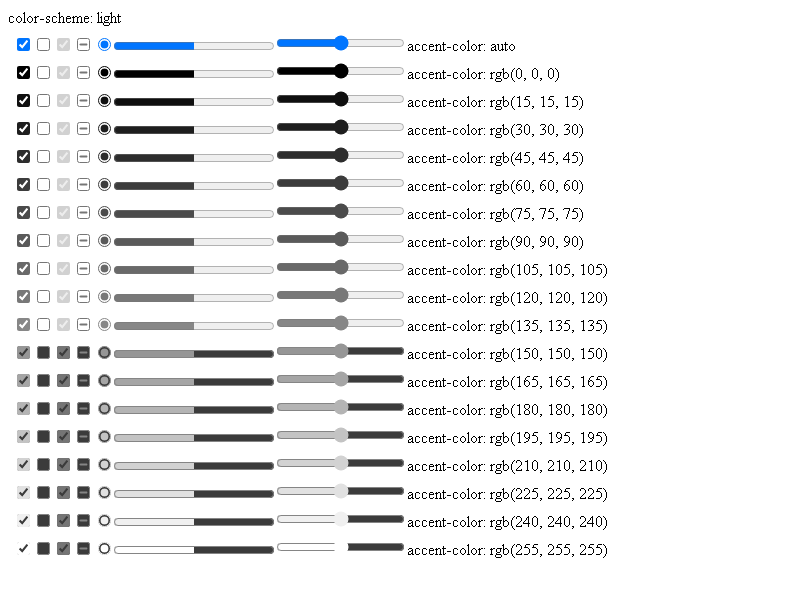 color-scheme: light
accent-color: auto
accent-color: rgb(0, 0, 0)
accent-color: rgb(15, 15, 15)
accent-color: rgb(30, 30, 30)
accent-color: rgb(45, 45, 45)
accent-color: rgb(60, 60, 60)
accent-color: rgb(75, 75, 75)
accent-color: rgb(90, 90, 90)
accent-color: rgb(105, 105, 105)
accent-color: rgb(120, 120, 120)
accent-color: rgb(135, 135, 135)
accent-color: rgb(150, 150, 150)
accent-color: rgb(165, 165, 165)
accent-color: rgb(180, 180, 180)
accent-color: rgb(195, 195, 195)
accent-color: rgb(210, 210, 210)
accent-color: rgb(225, 225, 225)
accent-color: rgb(240, 240, 240)
accent-color: rgb(255, 255, 255)